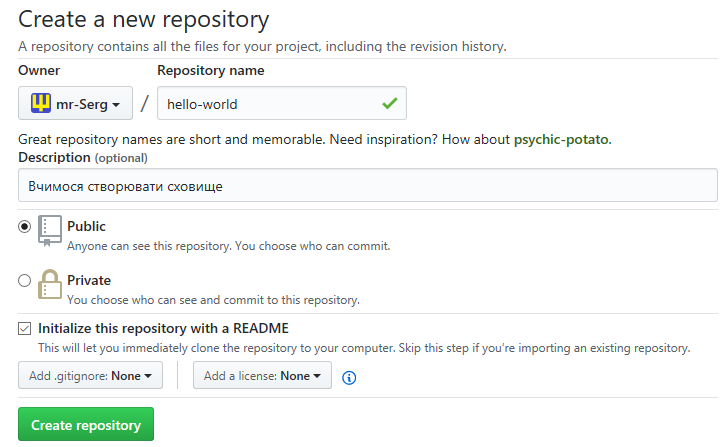 Create a new repository
A repository contains all the files for your project, including the revision history.
Owner Repository name
mr-Serg / hello-world
Great repository names are short and memorable. Need inspiration? How about psychic-potato.
Description (optional)
Вчимося створювати сховище
Public
Anyone can see this repository. You choose who can commit.
Private
You choose who can see and commit to this repository.
Initialize this repository with a README
This will let you immediately clone the repository to your computer. Skip this step if you’re importing an existing repository.
Add .gitignore: None Add a license: None
Create repository